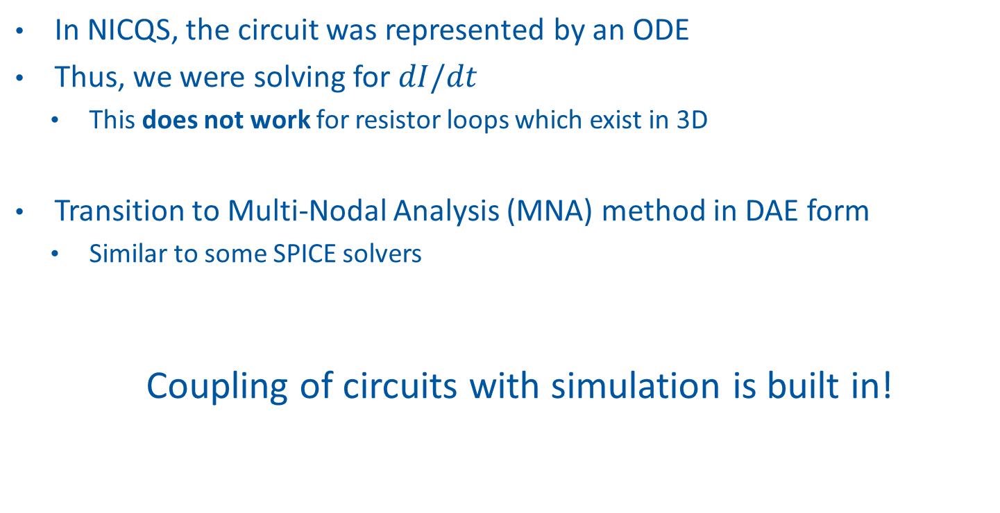 • In NICQS, the circuit was represented by an ODE
• Thus, we were solving for dI/dt
• This does not work for resistor loops which exist in 3D
• Transition to Multi-Nodal Analysis (MNA) method in DAE form
• Similar to some SPICE solvers
Coupling of circuits with simulation is built in!